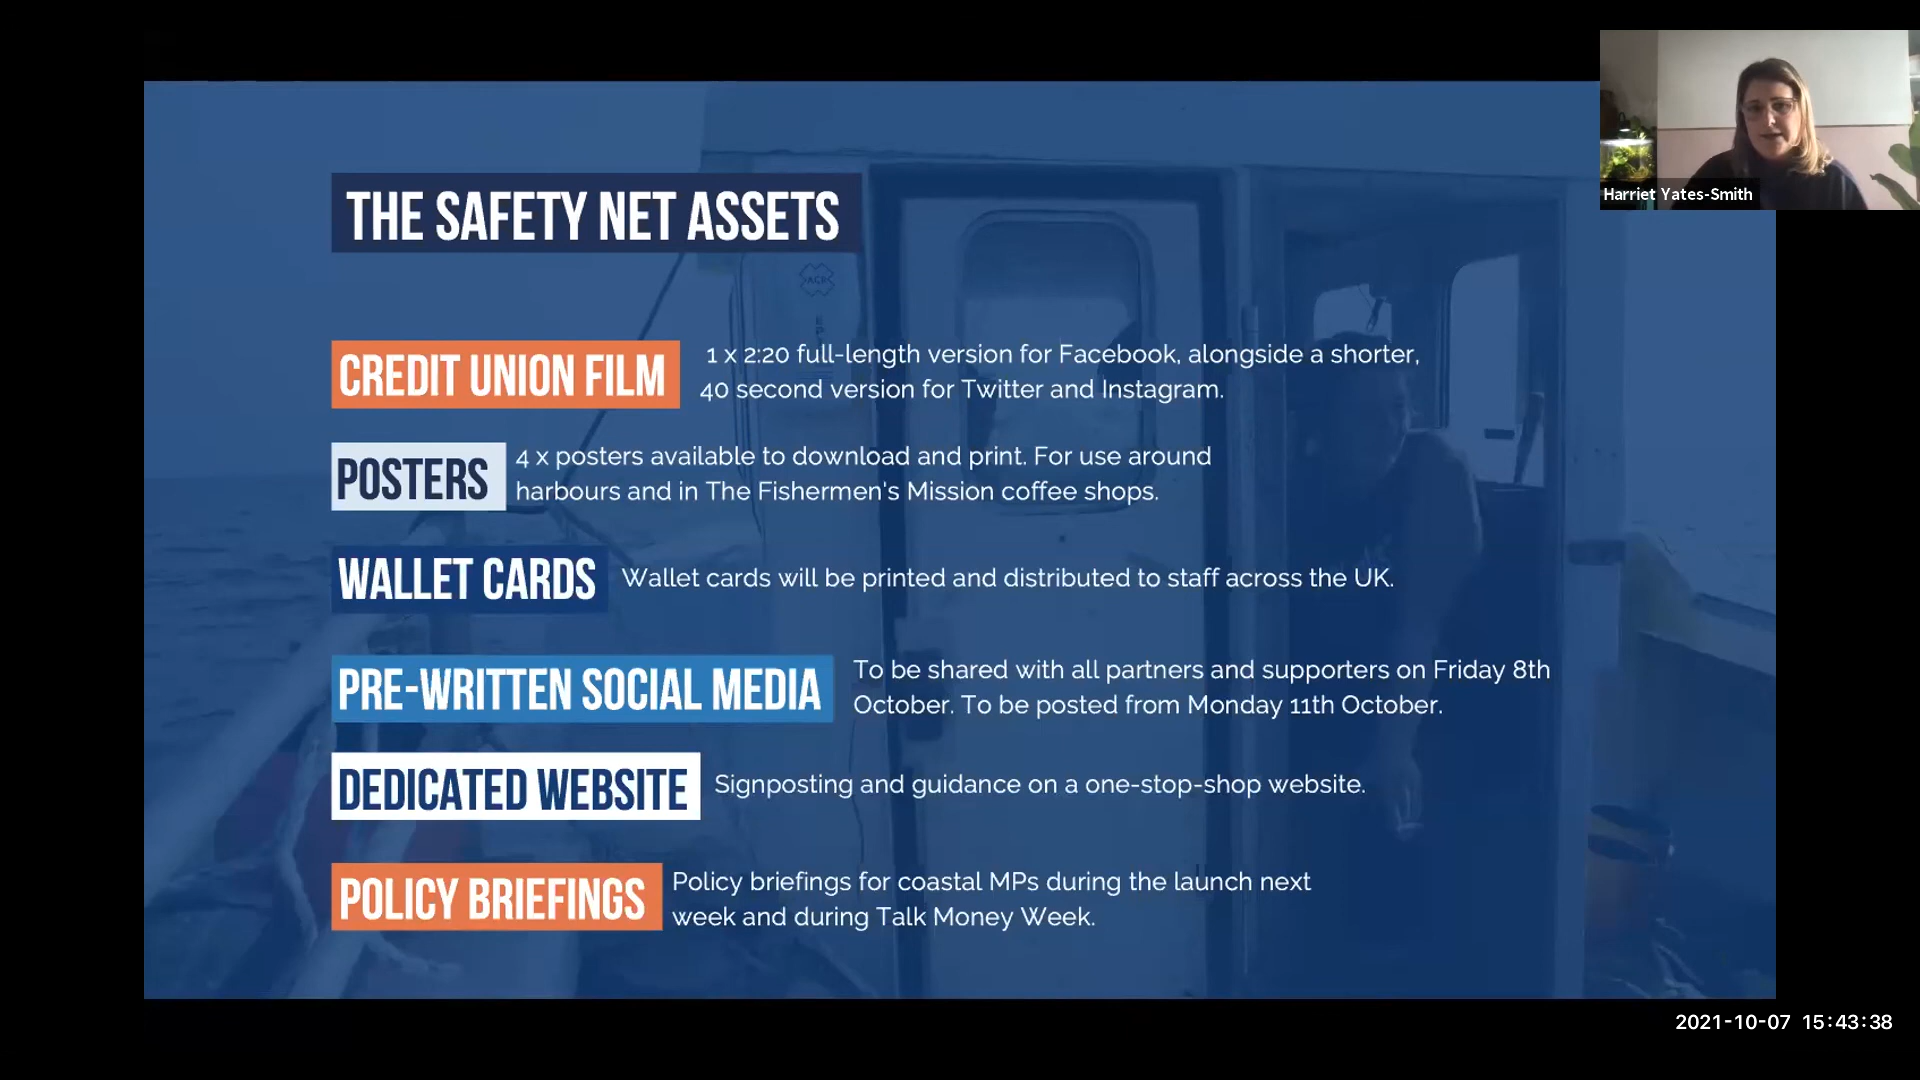 Harriet Yates-Smith
THE SAFETY NET ASSETS
ACR
CREDIT UNION FILM
1 x 2:20 full-length version for Facebook, alongside a shorter,
40 second version for Twitter and Instagram.
POSTERS
4 x posters available to download and print. For use around
harbours and in The Fishermen's Mission coffee shops.
WALLET CARDS
Wallet cards will be printed and distributed to staff across the UK.
PRE-WRITTEN SOCIAL MEDIA
To be shared with all partners and supporters on Friday 8th
October. To be posted from Monday 11th October.
DEDICATED WEBSITE
Signposting and guidance on a one-stop-shop website.
POLICY BRIEFINGS
Policy briefings for coastal MPs during the launch next
week and during Talk Money Week.
2021-10-07 15:43:38